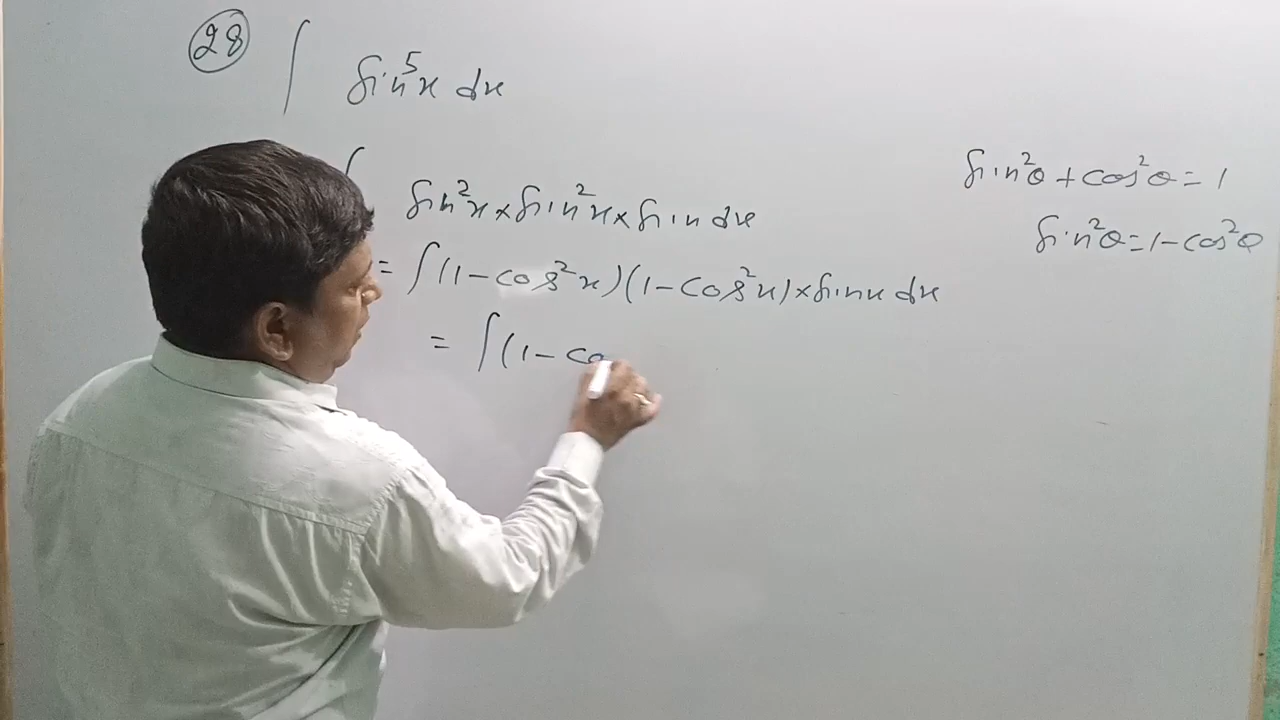 28 ∫ sin⁵x dx
∫ sin²x × sin²x × sin dx
= ∫ (1 - cos²x)(1 - cos²x) × sinx dx
= ∫ (1 - co
sin²θ + cos²θ = 1
sin²θ = 1 - cos²θ